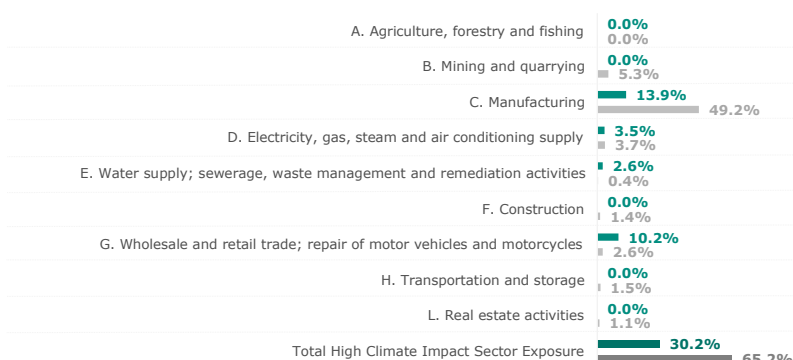 A. Agriculture, forestry and fishing 0.0%
0.0%
B. Mining and quarrying 0.0%
5.3%
C. Manufacturing 13.9%
49.2%
D. Electricity, gas, steam and air conditioning supply 3.5%
3.7%
E. Water supply; sewerage, waste management and remediation activities 2.6%
0.4%
F. Construction 0.0%
1.4%
G. Wholesale and retail trade; repair of motor vehicles and motorcycles 10.2%
2.6%
H. Transportation and storage 0.0%
1.5%
L. Real estate activities 0.0%
1.1%
Total High Climate Impact Sector Exposure 30.2%
65.2%